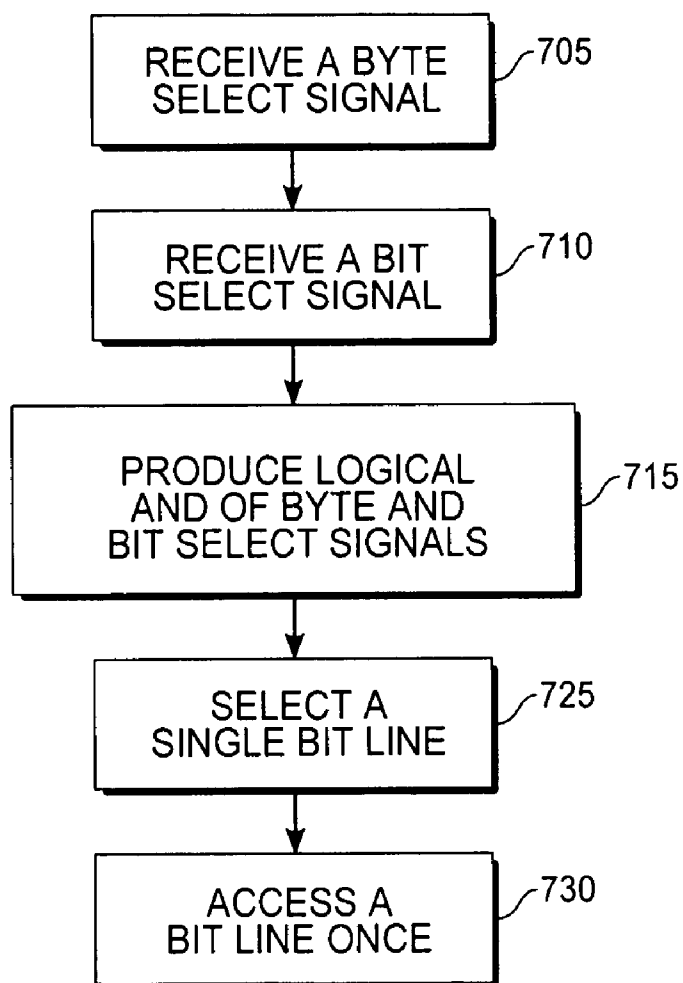 RECEIVE A BYTE
SELECT SIGNAL
705
RECEIVE A BIT
SELECT SIGNAL
710
PRODUCE LOGICAL
AND OF BYTE AND
BIT SELECT SIGNALS
715
SELECT A
SINGLE BIT LINE
725
ACCESS A
BIT LINE ONCE
730